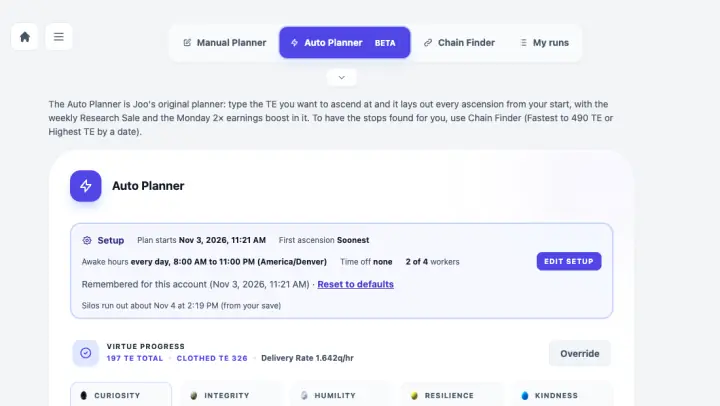 Manual Planner
Auto Planner BETA
Chain Finder
My runs
The Auto Planner is Joo's original planner: type the TE you want to ascend at and it lays out every ascension from your start, with the
weekly Research Sale and the Monday 2× earnings boost in it. To have the stops found for you, use Chain Finder (Fastest to 490 TE or
Highest TE by a date).
Auto Planner
Setup Plan starts Nov 3, 2026, 11:21 AM First ascension Soonest
Awake hours every day, 8:00 AM to 11:00 PM (America/Denver) Time off none 2 of 4 workers
EDIT SETUP
Remembered for this account (Nov 3, 2026, 11:21 AM) · Reset to defaults
Silos run out about Nov 4 at 2:19 PM (from your save)
VIRTUE PROGRESS
197 TE TOTAL · CLOTHED TE 326 · Delivery Rate 1.642q/hr
Override
CURIOSITY
INTEGRITY
HUMILITY
RESILIENCE
KINDNESS